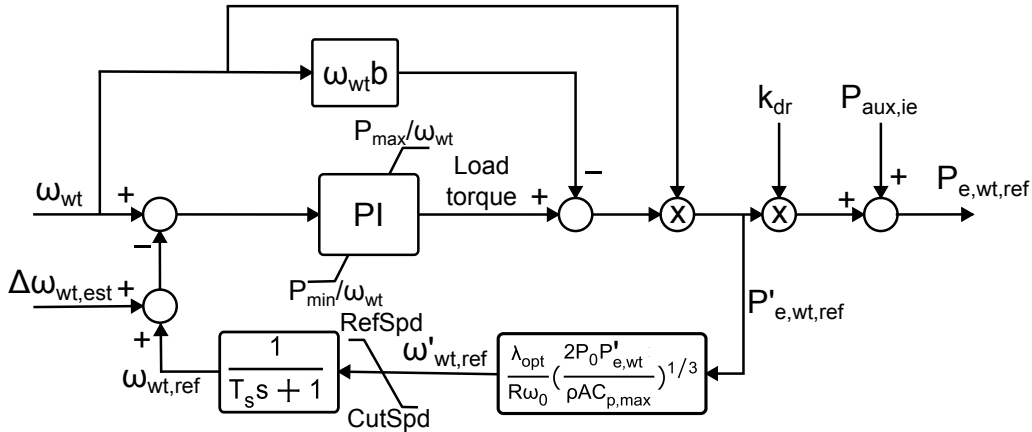 ω_wt b
k_dr
P_aux,ie
P_max/ω_wt
Load
torque
ω_wt
+
−
PI
+
−
x
x
+
+
P_e,wt,ref
Δω_wt,est
+
+
P_min/ω_wt
P'_e,wt,ref
RefSpd
ω'_wt,ref
ω_wt,ref
1
T_s s + 1
CutSpd
λ_opt
Rω_0
(
2P_0 P'_e,wt
ρAC_p,max
)^1/3